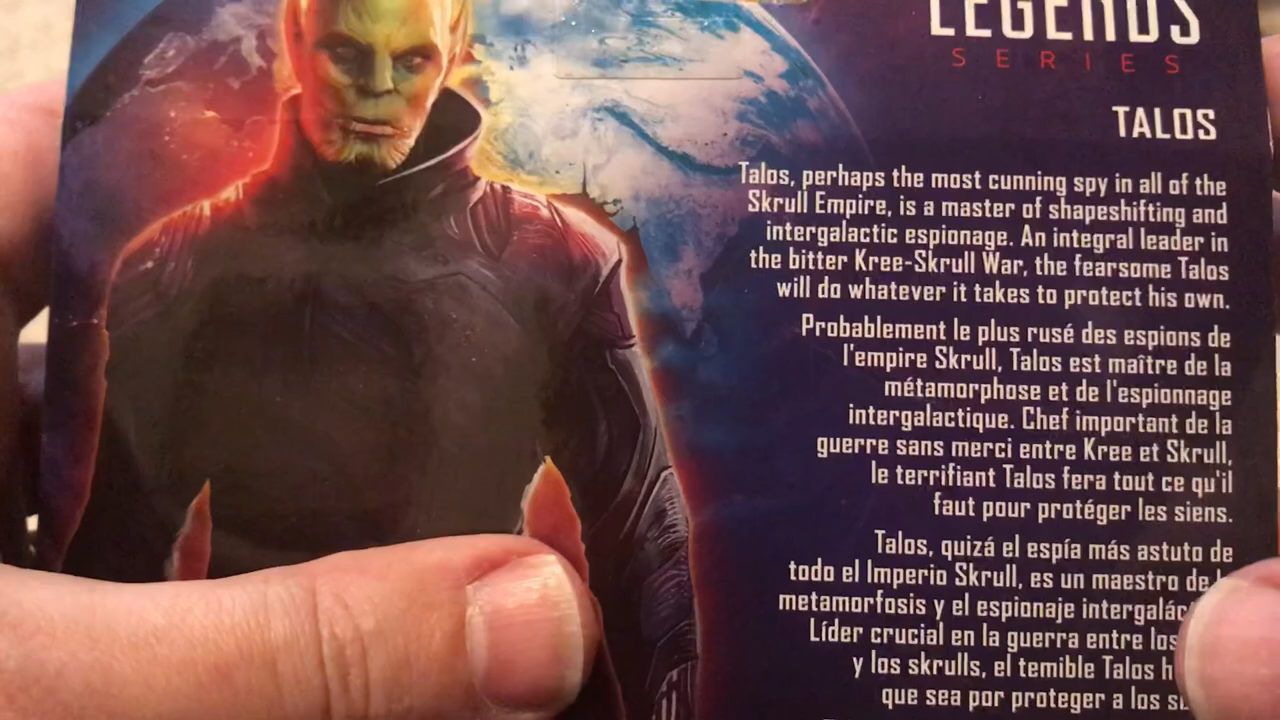 LEGENDS
SERIES
TALOS
Talos, perhaps the most cunning spy in all of the
Skrull Empire, is a master of shapeshifting and
intergalactic espionage. An integral leader in
the bitter Kree-Skrull War, the fearsome Talos
will do whatever it takes to protect his own.
Probablement le plus rusé des espions de
l'empire Skrull, Talos est maître de la
métamorphose et de l'espionnage
intergalactique. Chef important de la
guerre sans merci entre Kree et Skrull,
le terrifiant Talos fera tout ce qu'il
faut pour protéger les siens.
Talos, quizá el espía más astuto de
todo el Imperio Skrull, es un maestro de
metamorfosis y el espionaje
Líder crucial en la guerra entre los
y los skrulls, el temible Talos
que sea por proteger a los